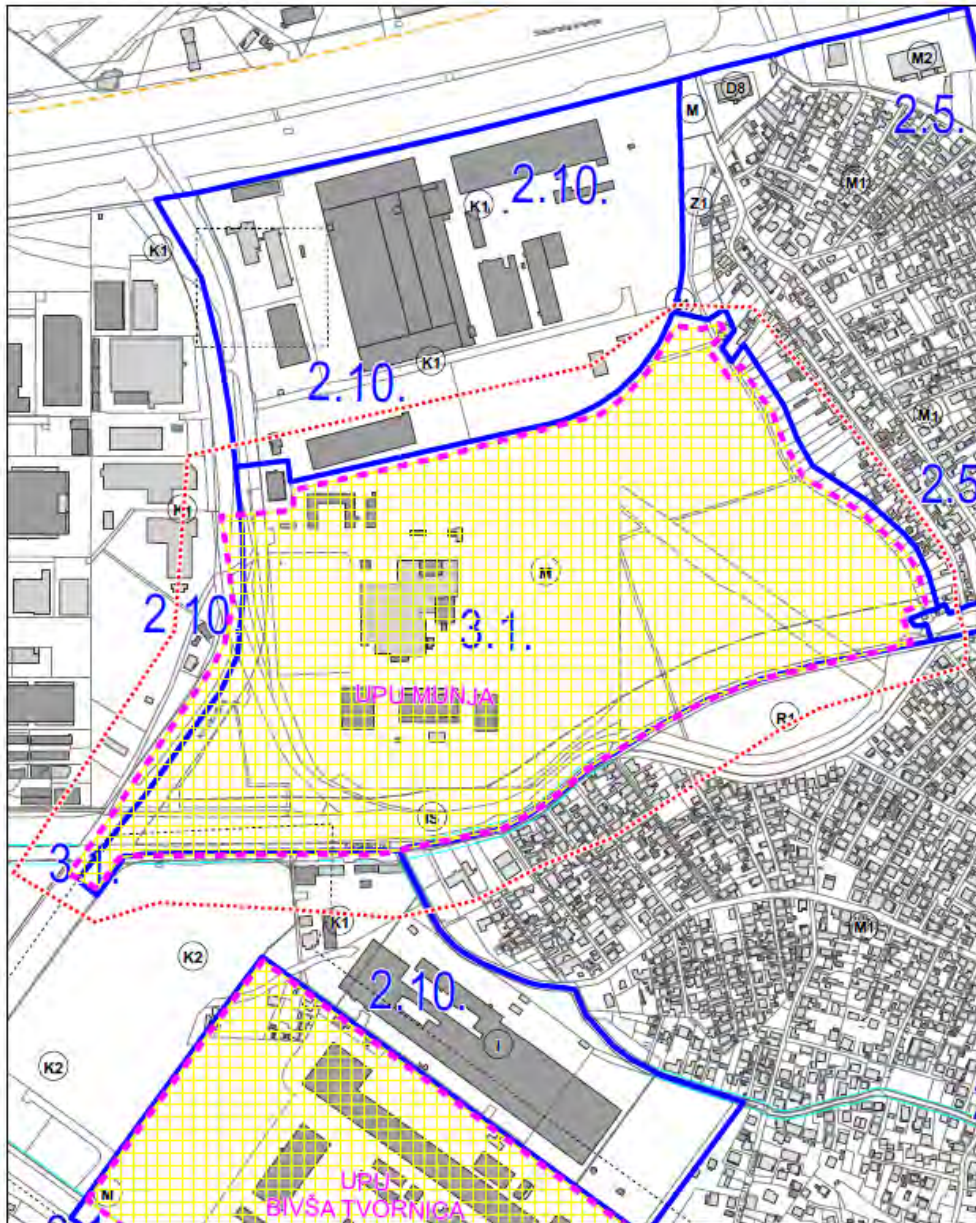 M2
D8
M
2.5.
M1
2.10.
K1
Z1
K1
K1
2.10.
M1
2.5
K1
M
2.10
3.1.
UPU MUNJA
R1
IS
3.1.
K1
M1
K2
2.10.
I
K2
UPU
BIVŠA TVORNICA
M